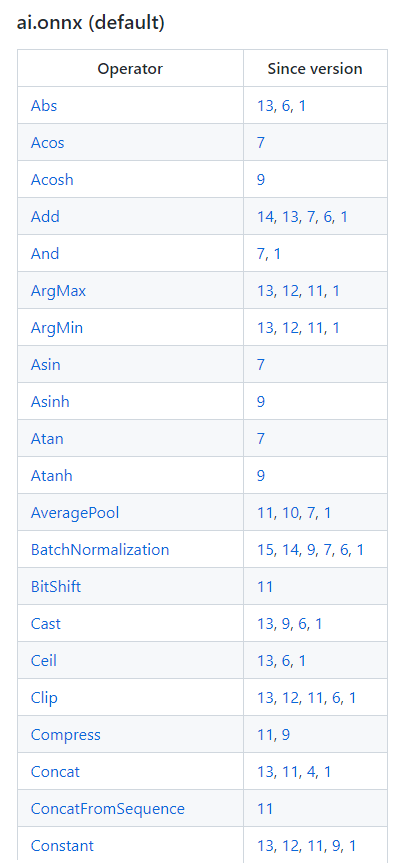 ai.onnx (default)
Operator Since version
Abs 13, 6, 1
Acos 7
Acosh 9
Add 14, 13, 7, 6, 1
And 7, 1
ArgMax 13, 12, 11, 1
ArgMin 13, 12, 11, 1
Asin 7
Asinh 9
Atan 7
Atanh 9
AveragePool 11, 10, 7, 1
BatchNormalization 15, 14, 9, 7, 6, 1
BitShift 11
Cast 13, 9, 6, 1
Ceil 13, 6, 1
Clip 13, 12, 11, 6, 1
Compress 11, 9
Concat 13, 11, 4, 1
ConcatFromSequence 11
Constant 13, 12, 11, 9, 1